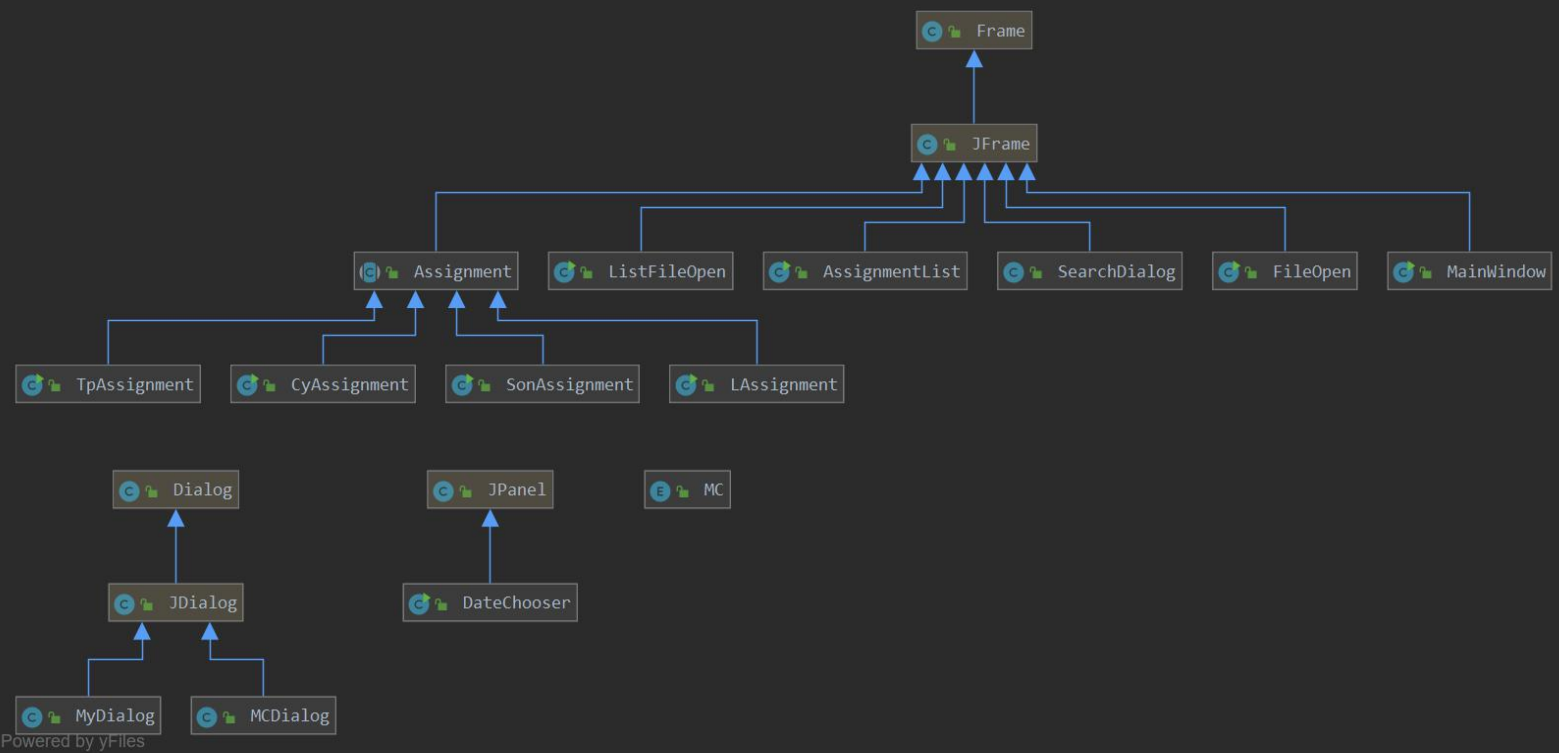 Frame
JFrame
Assignment
ListFileOpen
AssignmentList
SearchDialog
FileOpen
MainWindow
TpAssignment
CyAssignment
SonAssignment
LAssignment
Dialog
JPanel
MC
JDialog
DateChooser
MyDialog
MCDialog
Powered by yFiles